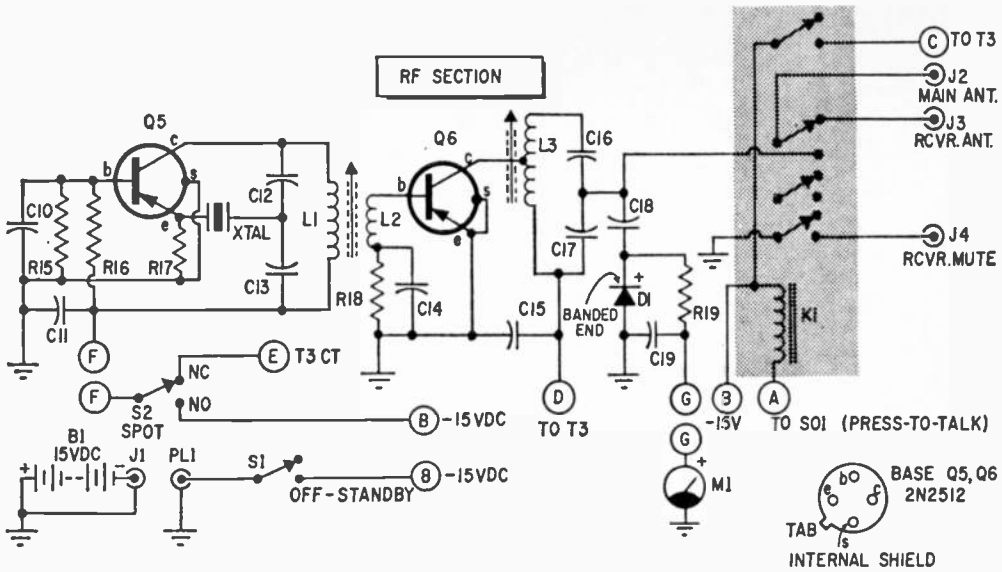 C TO T3
RF SECTION
J2
MAIN ANT.
Q5
Q6
L3
C16
J3
RCVR. ANT.
c
c
b
s
C12
b
s
C18
C10
L1
L2
e
XTAL
e
C17
J4
RCVR. MUTE
R15
R16
R17
C13
R18
C14
C15
BANDED END
+
D1
R19
K1
C11
C19
F
E T3 CT
D
G
B
A
F
NC
NO
TO T3
-15V
TO SO1 (PRESS-TO-TALK)
S2
SPOT
B -15VDC
G
B1
15VDC
J1
PL1
S1
B -15VDC
+
-
+
M1
OFF-STANDBY
BASE Q5, Q6
2N2512
b
e
c
TAB
s
INTERNAL SHIELD